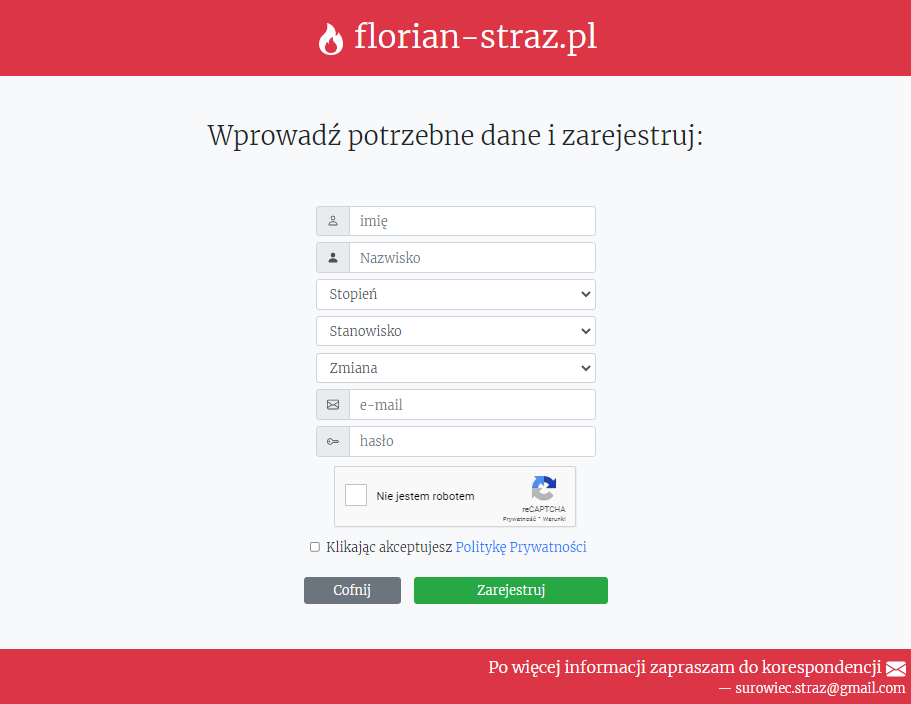 florian-straz.pl
Wprowadź potrzebne dane i zarejestruj:
imię
Nazwisko
Stopień
Stanowisko
Zmiana
e-mail
hasło
Nie jestem robotem
reCAPTCHA
Prywatność - Warunki
Klikając akceptujesz Politykę Prywatności
Cofnij Zarejestruj
Po więcej informacji zapraszam do korespondencji
— surowiec.straz@gmail.com